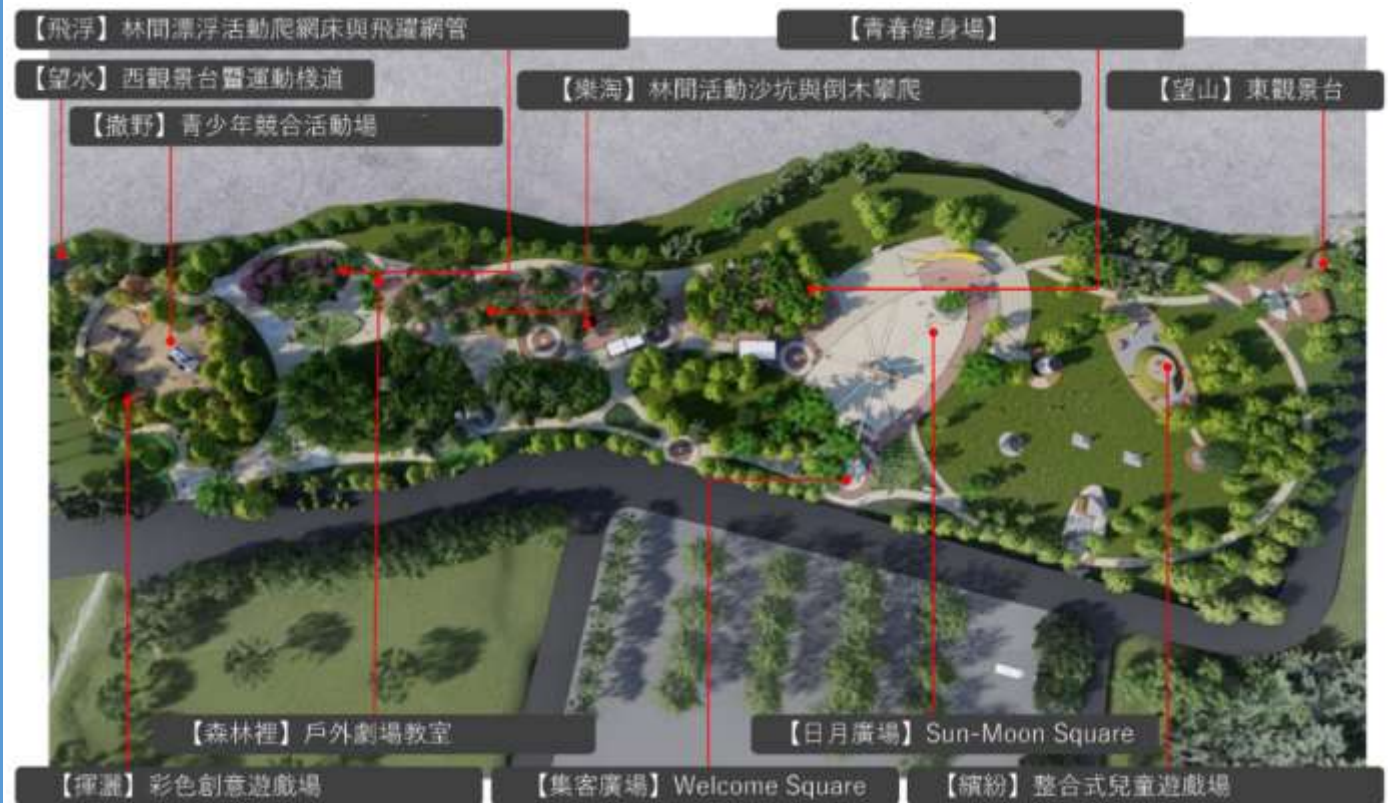 【飛浮】林間漂浮活動爬網床與飛躍網管
【青春健身場】
【望水】西觀景台暨運動棧道
【樂淘】林間活動沙坑與倒木攀爬
【望山】東觀景台
【撒野】青少年競合活動場
【森林裡】戶外劇場教室
【日月廣場】Sun-Moon Square
【揮灑】彩色創意遊戲場
【集客廣場】Welcome Square
【繽紛】整合式兒童遊戲場